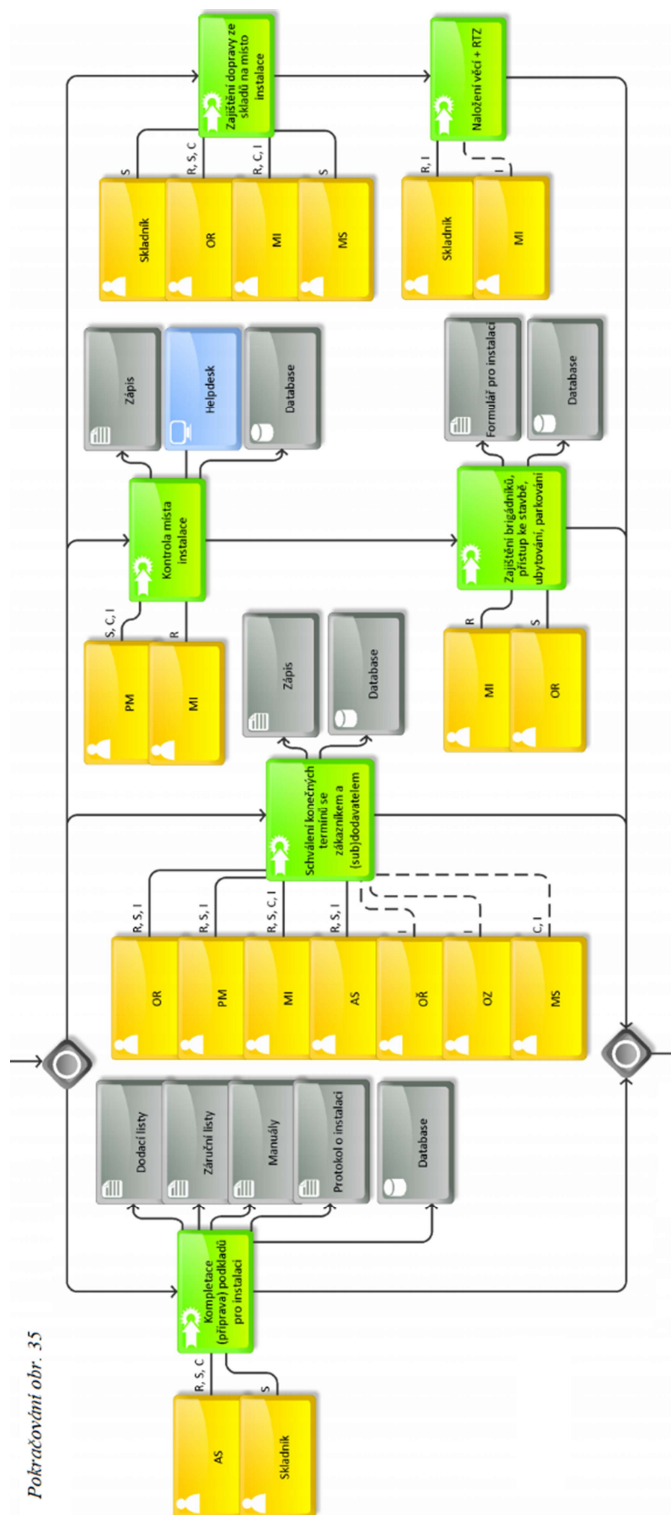 Pokračování obr. 35
AS
Skladník
R, S, C
S
Kompletace
(příprava) podkladů
pro instalaci
Dodací listy
Záruční listy
Manuály
Protokol o instalaci
Database
OR
PM
MI
AS
OŘ
OZ
MS
R, S, I
R, S, I
R, S, C, I
R, S, I
I
I
C, I
Schválení konečných
termínů se
zákazníkem a
(sub)dodavatelem
Zápis
Database
PM
MI
S, C, I
R
Kontrola místa
instalace
Zápis
Helpdesk
Database
MI
OR
R
S
Zajištění brigádníků,
přístup ke stavbě,
ubytování, parkování
Formulář pro instalaci
Database
Skladník
OR
MI
MS
S
R, S, C
R, C, I
S
Zajištění dopravy ze
skladů na místo
instalace
Skladník
MI
R, I
I
Naložení věcí + RTZ